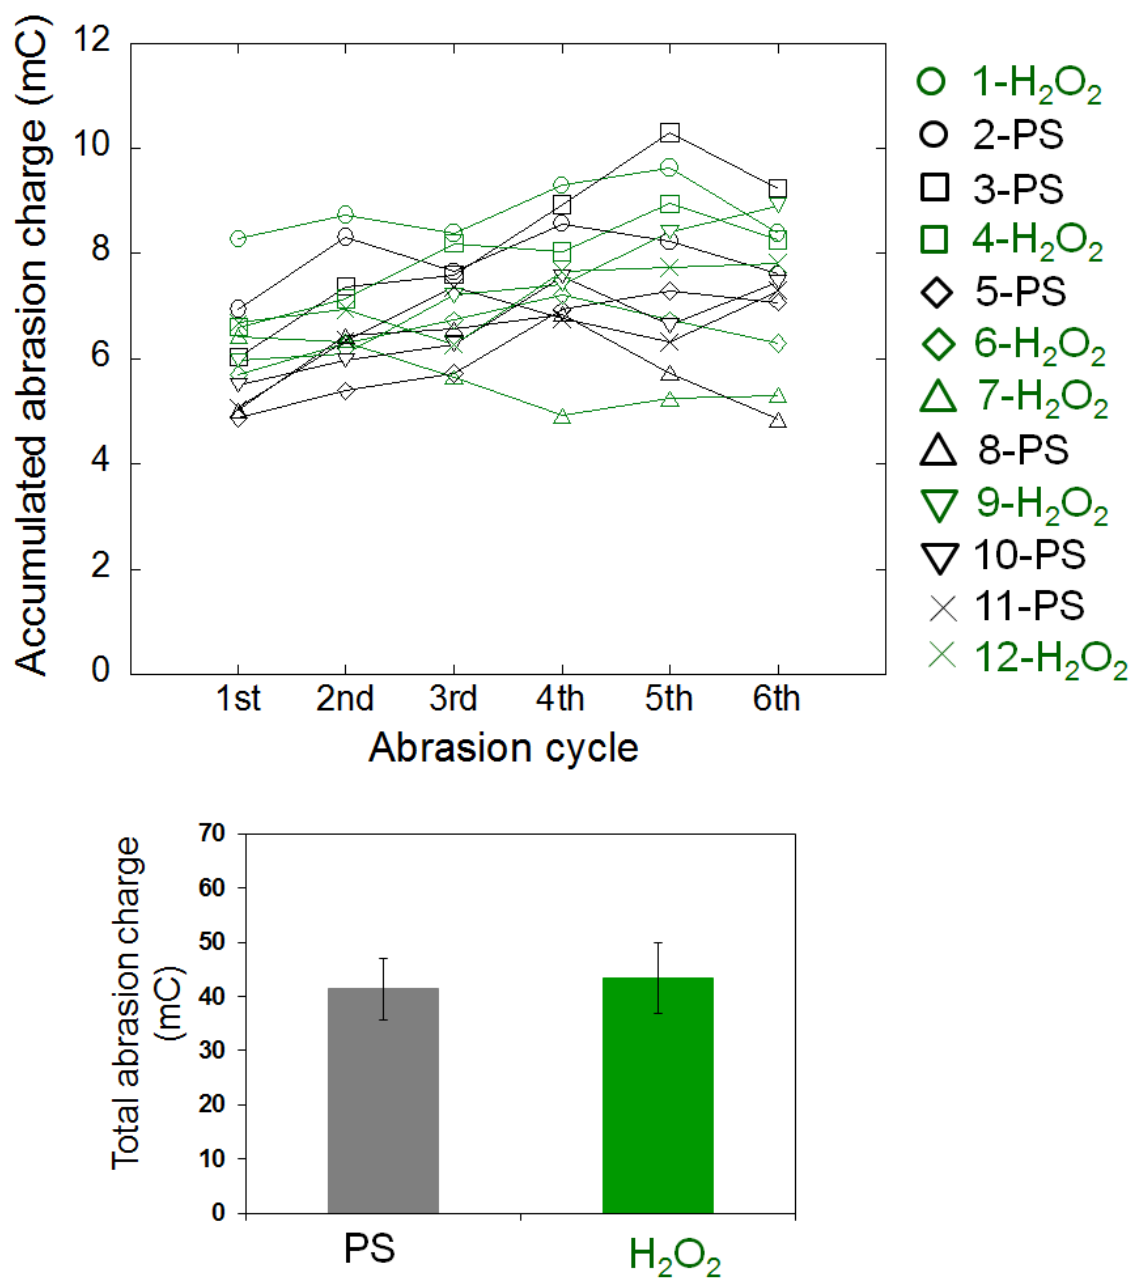 Accumulated abrasion charge (mC)
12
10
8
6
4
2
0
1st 2nd 3rd 4th 5th 6th
Abrasion cycle
1-H₂O₂
2-PS
3-PS
4-H₂O₂
5-PS
6-H₂O₂
7-H₂O₂
8-PS
9-H₂O₂
10-PS
11-PS
12-H₂O₂
Total abrasion charge
(mC)
70
60
50
40
30
20
10
0
PS H₂O₂